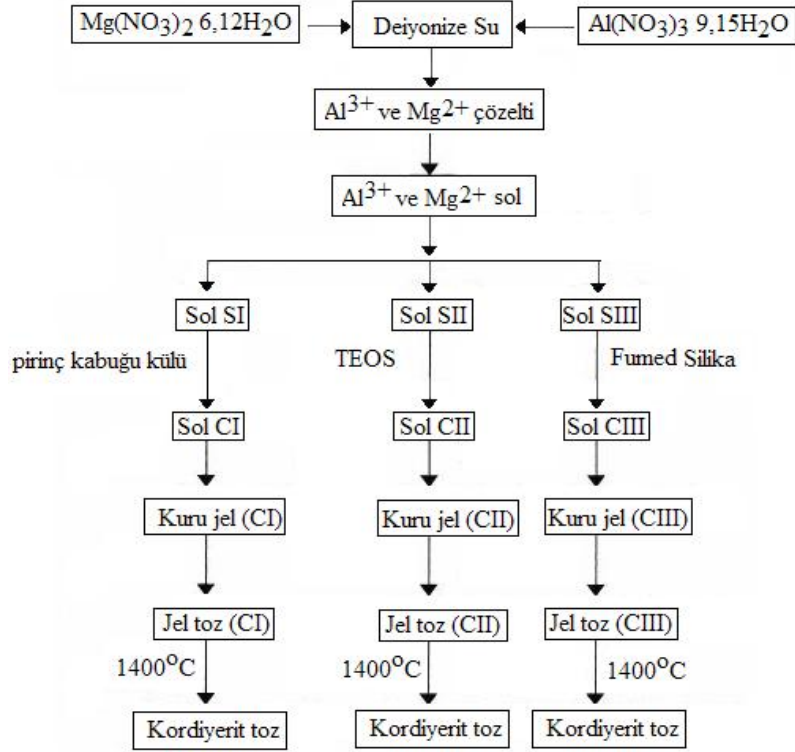 Mg(NO3)2 6,12H2O
Deiyonize Su
Al(NO3)3 9,15H2O
Al3+ ve Mg2+ çözelti
Al3+ ve Mg2+ sol
Sol SI
Sol SII
Sol SIII
pirinç kabuğu külü
TEOS
Fumed Silika
Sol CI
Sol CII
Sol CIII
Kuru jel (CI)
Kuru jel (CII)
Kuru jel (CIII)
Jel toz (CI)
Jel toz (CII)
Jel toz (CIII)
1400°C
1400°C
1400°C
Kordiyerit toz
Kordiyerit toz
Kordiyerit toz